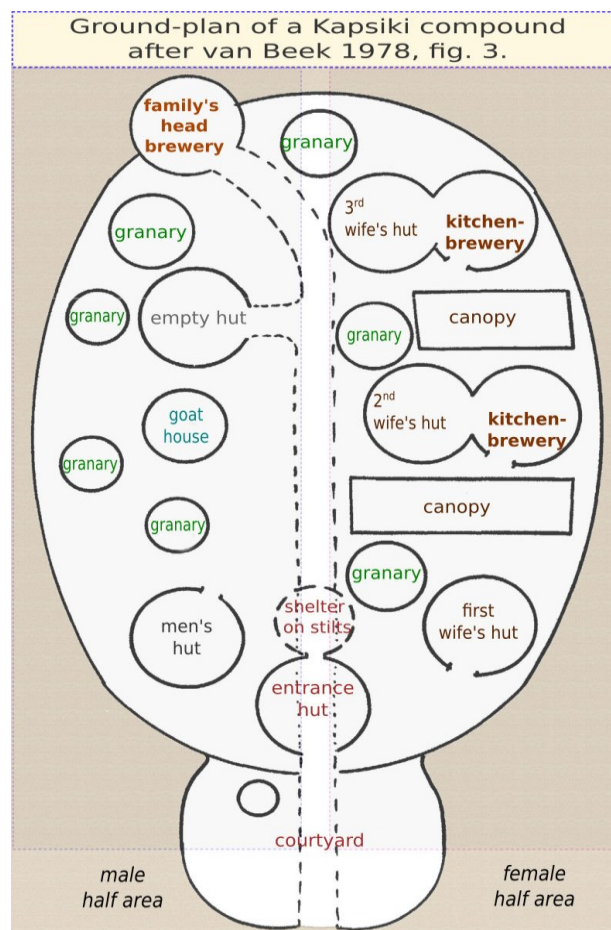 Ground-plan of a Kapsiki compound
after van Beek 1978, fig. 3.
family's
head
brewery
granary
3rd
wife's hut
kitchen-
brewery
granary
granary
empty hut
canopy
granary
2nd
wife's hut
kitchen-
brewery
goat
house
granary
canopy
granary
granary
shelter
on stilts
first
wife's hut
men's
hut
entrance
hut
courtyard
male
half area
female
half area